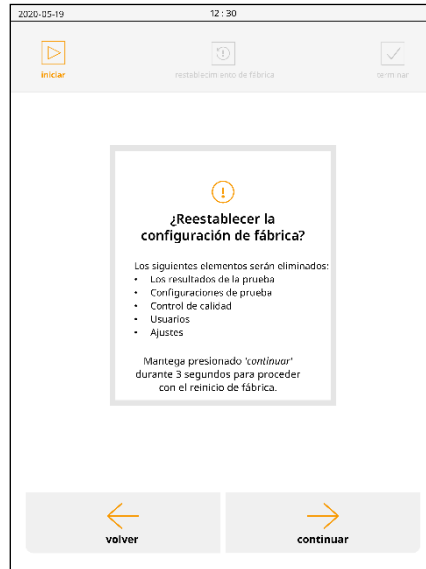 2020-05-19 12:30
iniciar restablecimiento de fábrica terminar
¿Reestablecer la
configuración de fábrica?
Los siguientes elementos serán eliminados:
• Los resultados de la prueba
• Configuraciones de prueba
• Control de calidad
• Usuarios
• Ajustes
Mantega presionado 'continuar'
durante 3 segundos para proceder
con el reinicio de fábrica.
volver continuar